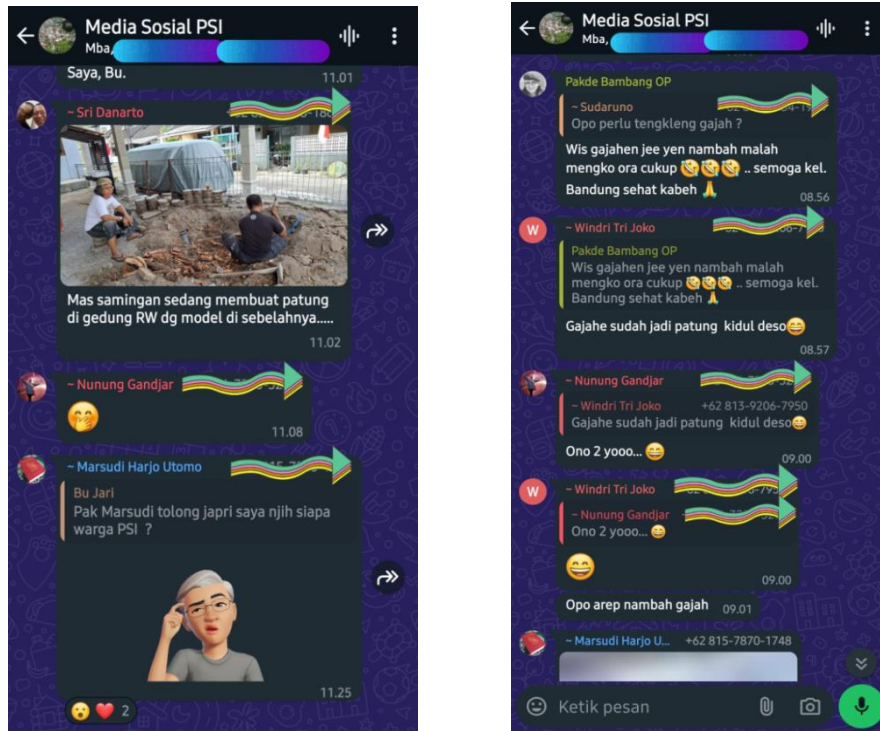 Media Sosial PSI
Mba,
Saya, Bu.
11.01
~ Sri Danarto
Mas samingan sedang membuat patung
di gedung RW dg model di sebelahnya.....
11.02
~ Nunung Gandjar
11.08
~ Marsudi Harjo Utomo
Bu Jari
Pak Marsudi tolong japri saya njih siapa
warga PSI ?
11.25
2
Media Sosial PSI
Mba,
Pakde Bambang OP
~ Sudaruno
Opo perlu tengkleng gajah ?
Wis gajahen jee yen nambah malah
mengko ora cukup 🤣🤣🤣 .. semoga kel.
Bandung sehat kabeh 🙏
08.56
W
~ Windri Tri Joko
Pakde Bambang OP
Wis gajahen jee yen nambah malah
mengko ora cukup 🤣🤣🤣 .. semoga kel.
Bandung sehat kabeh 🙏
Gajahe sudah jadi patung kidul deso😄
08.57
~ Nunung Gandjar
~ Windri Tri Joko +62 813-9206-7950
Gajahe sudah jadi patung kidul deso😄
Ono 2 yooo... 😄
09.00
W
~ Windri Tri Joko
~ Nunung Gandjar
Ono 2 yooo... 😄
😄
09.00
Opo arep nambah gajah 09.01
~ Marsudi Harjo U... +62 815-7870-1748
Ketik pesan